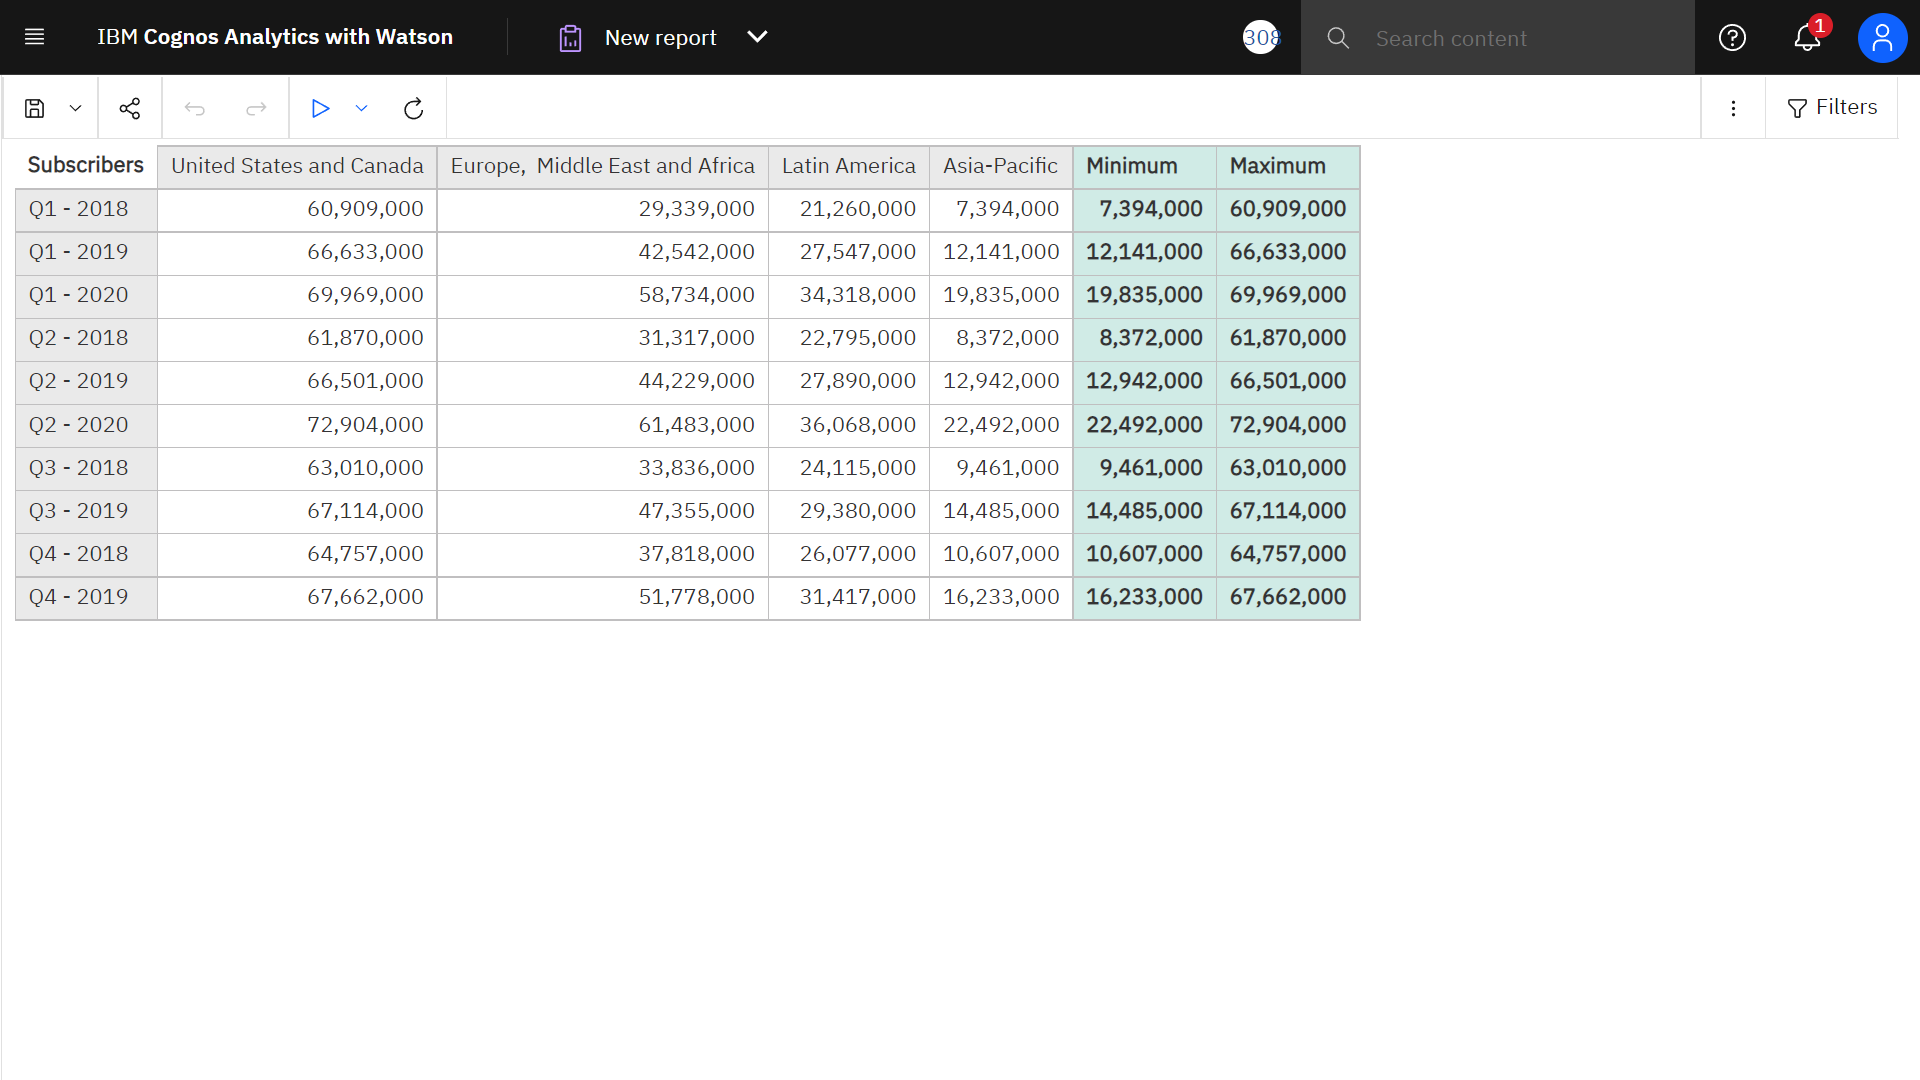 IBM Cognos Analytics with Watson New report 308 Search content 1
Filters
Subscribers United States and Canada Europe, Middle East and Africa Latin America Asia-Pacific Minimum Maximum
Q1 - 2018 60,909,000 29,339,000 21,260,000 7,394,000 7,394,000 60,909,000
Q1 - 2019 66,633,000 42,542,000 27,547,000 12,141,000 12,141,000 66,633,000
Q1 - 2020 69,969,000 58,734,000 34,318,000 19,835,000 19,835,000 69,969,000
Q2 - 2018 61,870,000 31,317,000 22,795,000 8,372,000 8,372,000 61,870,000
Q2 - 2019 66,501,000 44,229,000 27,890,000 12,942,000 12,942,000 66,501,000
Q2 - 2020 72,904,000 61,483,000 36,068,000 22,492,000 22,492,000 72,904,000
Q3 - 2018 63,010,000 33,836,000 24,115,000 9,461,000 9,461,000 63,010,000
Q3 - 2019 67,114,000 47,355,000 29,380,000 14,485,000 14,485,000 67,114,000
Q4 - 2018 64,757,000 37,818,000 26,077,000 10,607,000 10,607,000 64,757,000
Q4 - 2019 67,662,000 51,778,000 31,417,000 16,233,000 16,233,000 67,662,000